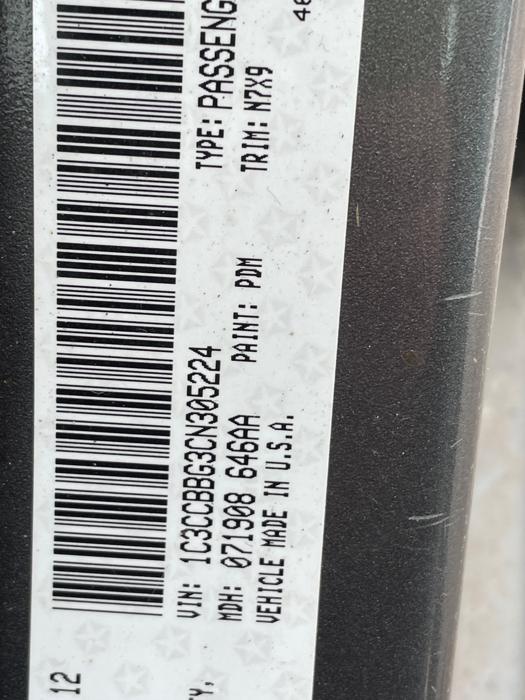 12
Y,
VIN: 1C3CCBBG3CN305224 TYPE: PASSENG
MDH: 071908 646AA PAINT: PDM TRIM: N7X9
VEHICLE MADE IN U.S.A.